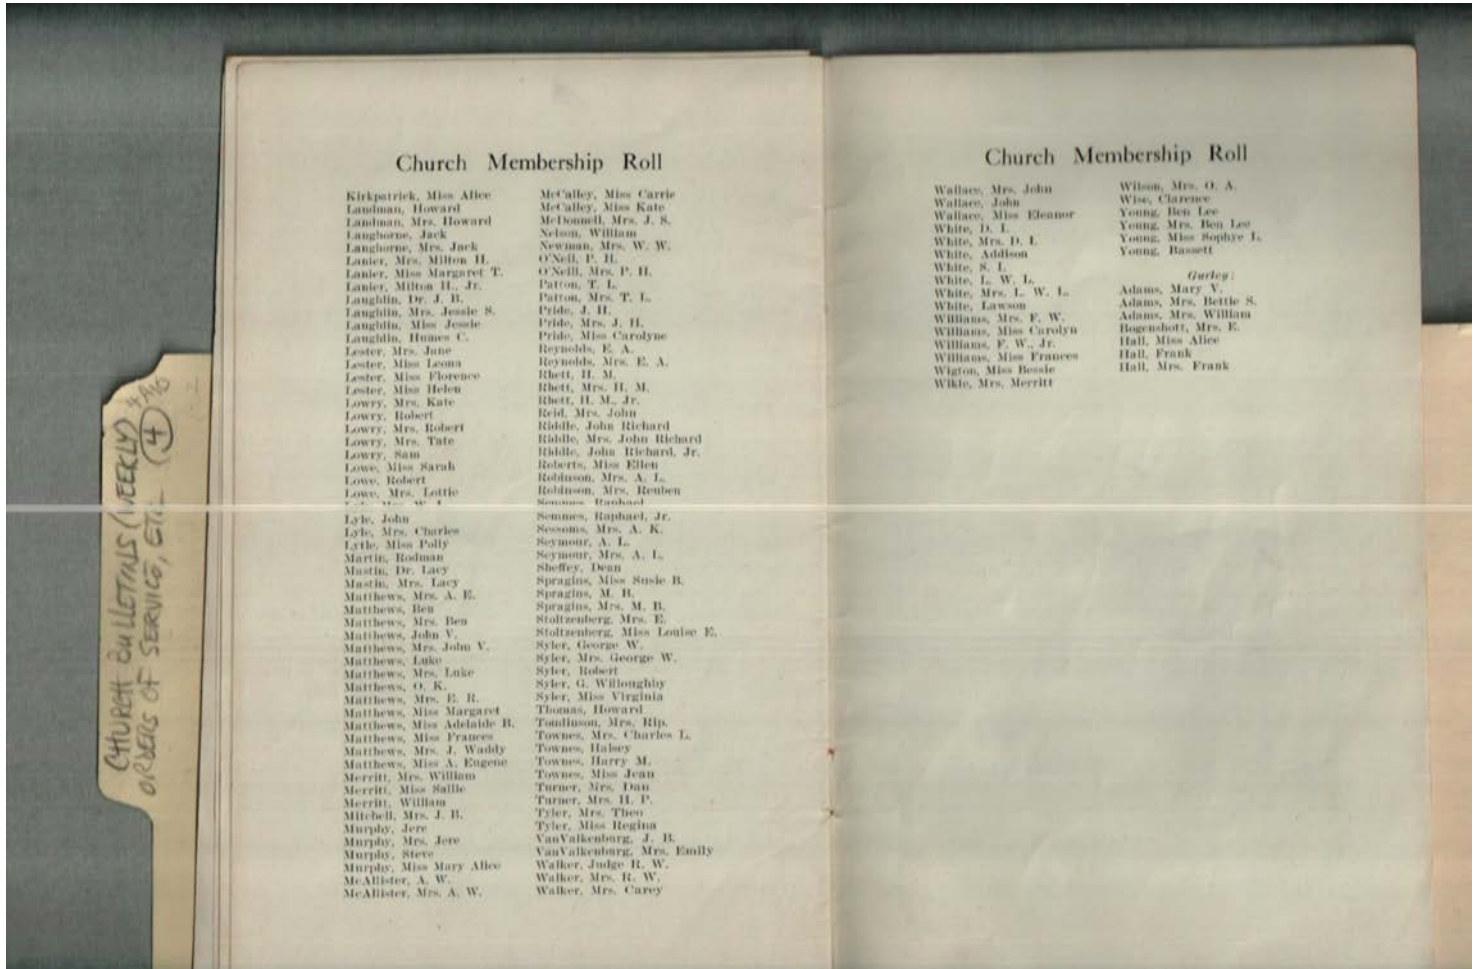 CHURCH BULLETINS (WEEKLY)
ORDERS OF SERVICE, ETC. (4)
Church Membership Roll
Kirkpatrick, Miss Alice
Landman, Howard
Landman, Mrs. Howard
Langhorne, Jack
Langhorne, Mrs. Jack
Lanier, Mrs. Milton H.
Lanier, Miss Margaret T.
Lanier, Milton H., Jr.
Laughlin, Dr. J. B.
Laughlin, Mrs. Jessie S.
Laughlin, Miss Jessie
Laughlin, Humes C.
Lester, Mrs. June
Lester, Miss Leona
Lester, Miss Florence
Lester, Miss Helen
Lowry, Mrs. Kate
Lowry, Robert
Lowry, Mrs. Robert
Lowry, Mrs. Tate
Lowry, Sam
Lowe, Miss Sarah
Lowe, Robert
Lowe, Mrs. Lottie
Lyle, John
Lyle, Mrs. Charles
Lytle, Miss Polly
Martin, Rodman
Mastin, Dr. Lacy
Mastin, Mrs. Lacy
Matthews, Mrs. A. E.
Matthews, Ben
Matthews, Mrs. Ben
Matthews, John V.
Matthews, Mrs. John V.
Matthews, Luke
Matthews, Mrs. Luke
Matthews, O. K.
Matthews, Mrs. E. R.
Matthews, Miss Margaret
Matthews, Miss Adelaide B.
Matthews, Miss Frances
Matthews, Mrs. J. Waddy
Matthews, Miss A. Eugene
Merritt, Mrs. William
Merritt, Miss Sallie
Merritt, William
Mitchell, Mrs. J. B.
Murphy, Jere
Murphy, Mrs. Jere
Murphy, Steve
Murphy, Miss Mary Alice
McAllister, A. W.
McAllister, Mrs. A. W.
McCalley, Miss Carrie
McCalley, Miss Kate
McDonnell, Mrs. J. S.
Nelson, William
Newman, Mrs. W. W.
O'Neil, P. H.
O'Neill, Mrs. P. H.
Patton, T. L.
Patton, Mrs. T. L.
Pride, J. H.
Pride, Mrs. J. H.
Pride, Miss Carolyne
Reynolds, E. A.
Reynolds, Mrs. E. A.
Rhett, H. M.
Rhett, Mrs. H. M.
Rhett, H. M., Jr.
Reid, Mrs. John
Riddle, John Richard
Riddle, Mrs. John Richard
Riddle, John Richard, Jr.
Roberts, Miss Ellen
Robinson, Mrs. A. L.
Robinson, Mrs. Reuben
Semmes, Raphael
Semmes, Raphael, Jr.
Sessoms, Mrs. A. K.
Seymour, A. L.
Seymour, Mrs. A. L.
Sheffey, Dean
Spragins, Miss Susie B.
Spragins, M. B.
Spragins, Mrs. M. B.
Stoltzenberg, Mrs. E.
Stoltzenberg, Miss Louise E.
Syler, George W.
Syler, Mrs. George W.
Syler, Robert
Syler, G. Willoughby
Syler, Miss Virginia
Thomas, Howard
Tomlinson, Mrs. Rip.
Townes, Mrs. Charles L.
Townes, Halsey
Townes, Harry M.
Townes, Miss Jean
Turner, Mrs. Dan
Turner, Mrs. H. P.
Tyler, Mrs. Theo
Tyler, Miss Regina
VanValkenburg, J. B.
VanValkenburg, Mrs. Emily
Walker, Judge R. W.
Walker, Mrs. R. W.
Walker, Mrs. Carey
Church Membership Roll
Wallace, Mrs. John
Wallace, John
Wallace, Miss Eleanor
White, D. I.
White, Mrs. D. I.
White, Addison
White, S. I.
White, L. W. L.
White, Mrs. L. W. L.
White, Lawson
Williams, Mrs. F. W.
Williams, Miss Carolyn
Williams, F. W., Jr.
Williams, Miss Frances
Wigton, Miss Bessie
Wikle, Mrs. Merritt
Wilson, Mrs. O. A.
Wise, Clarence
Young, Ben Lee
Young, Mrs. Ben Lee
Young, Miss Sophye L.
Young, Bassett
Gurley:
Adams, Mary V.
Adams, Mrs. Bettie S.
Adams, Mrs. William
Bogenshott, Mrs. E.
Hall, Miss Alice
Hall, Frank
Hall, Mrs. Frank